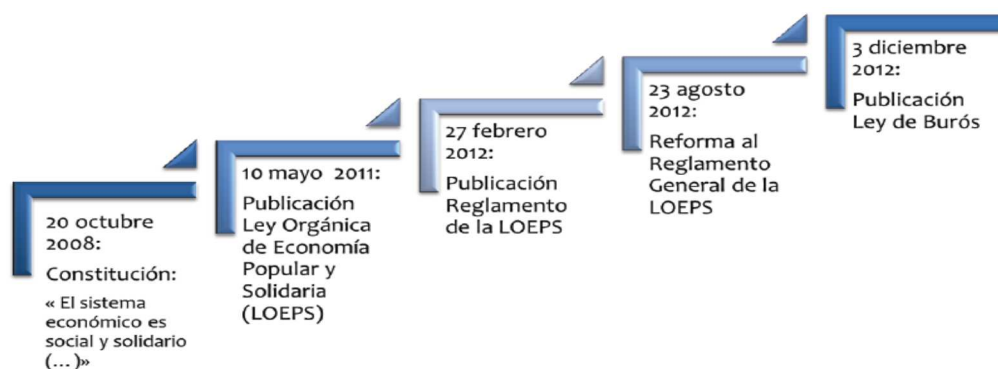 20 octubre
2008:
Constitución:
« El sistema
económico es
social y solidario
(...)»
10 mayo 2011:
Publicación
Ley Orgánica
de Economía
Popular y
Solidaria
(LOEPS)
27 febrero
2012:
Publicación
Reglamento
de la LOEPS
23 agosto
2012:
Reforma al
Reglamento
General de la
LOEPS
3 diciembre
2012:
Publicación
Ley de Burós